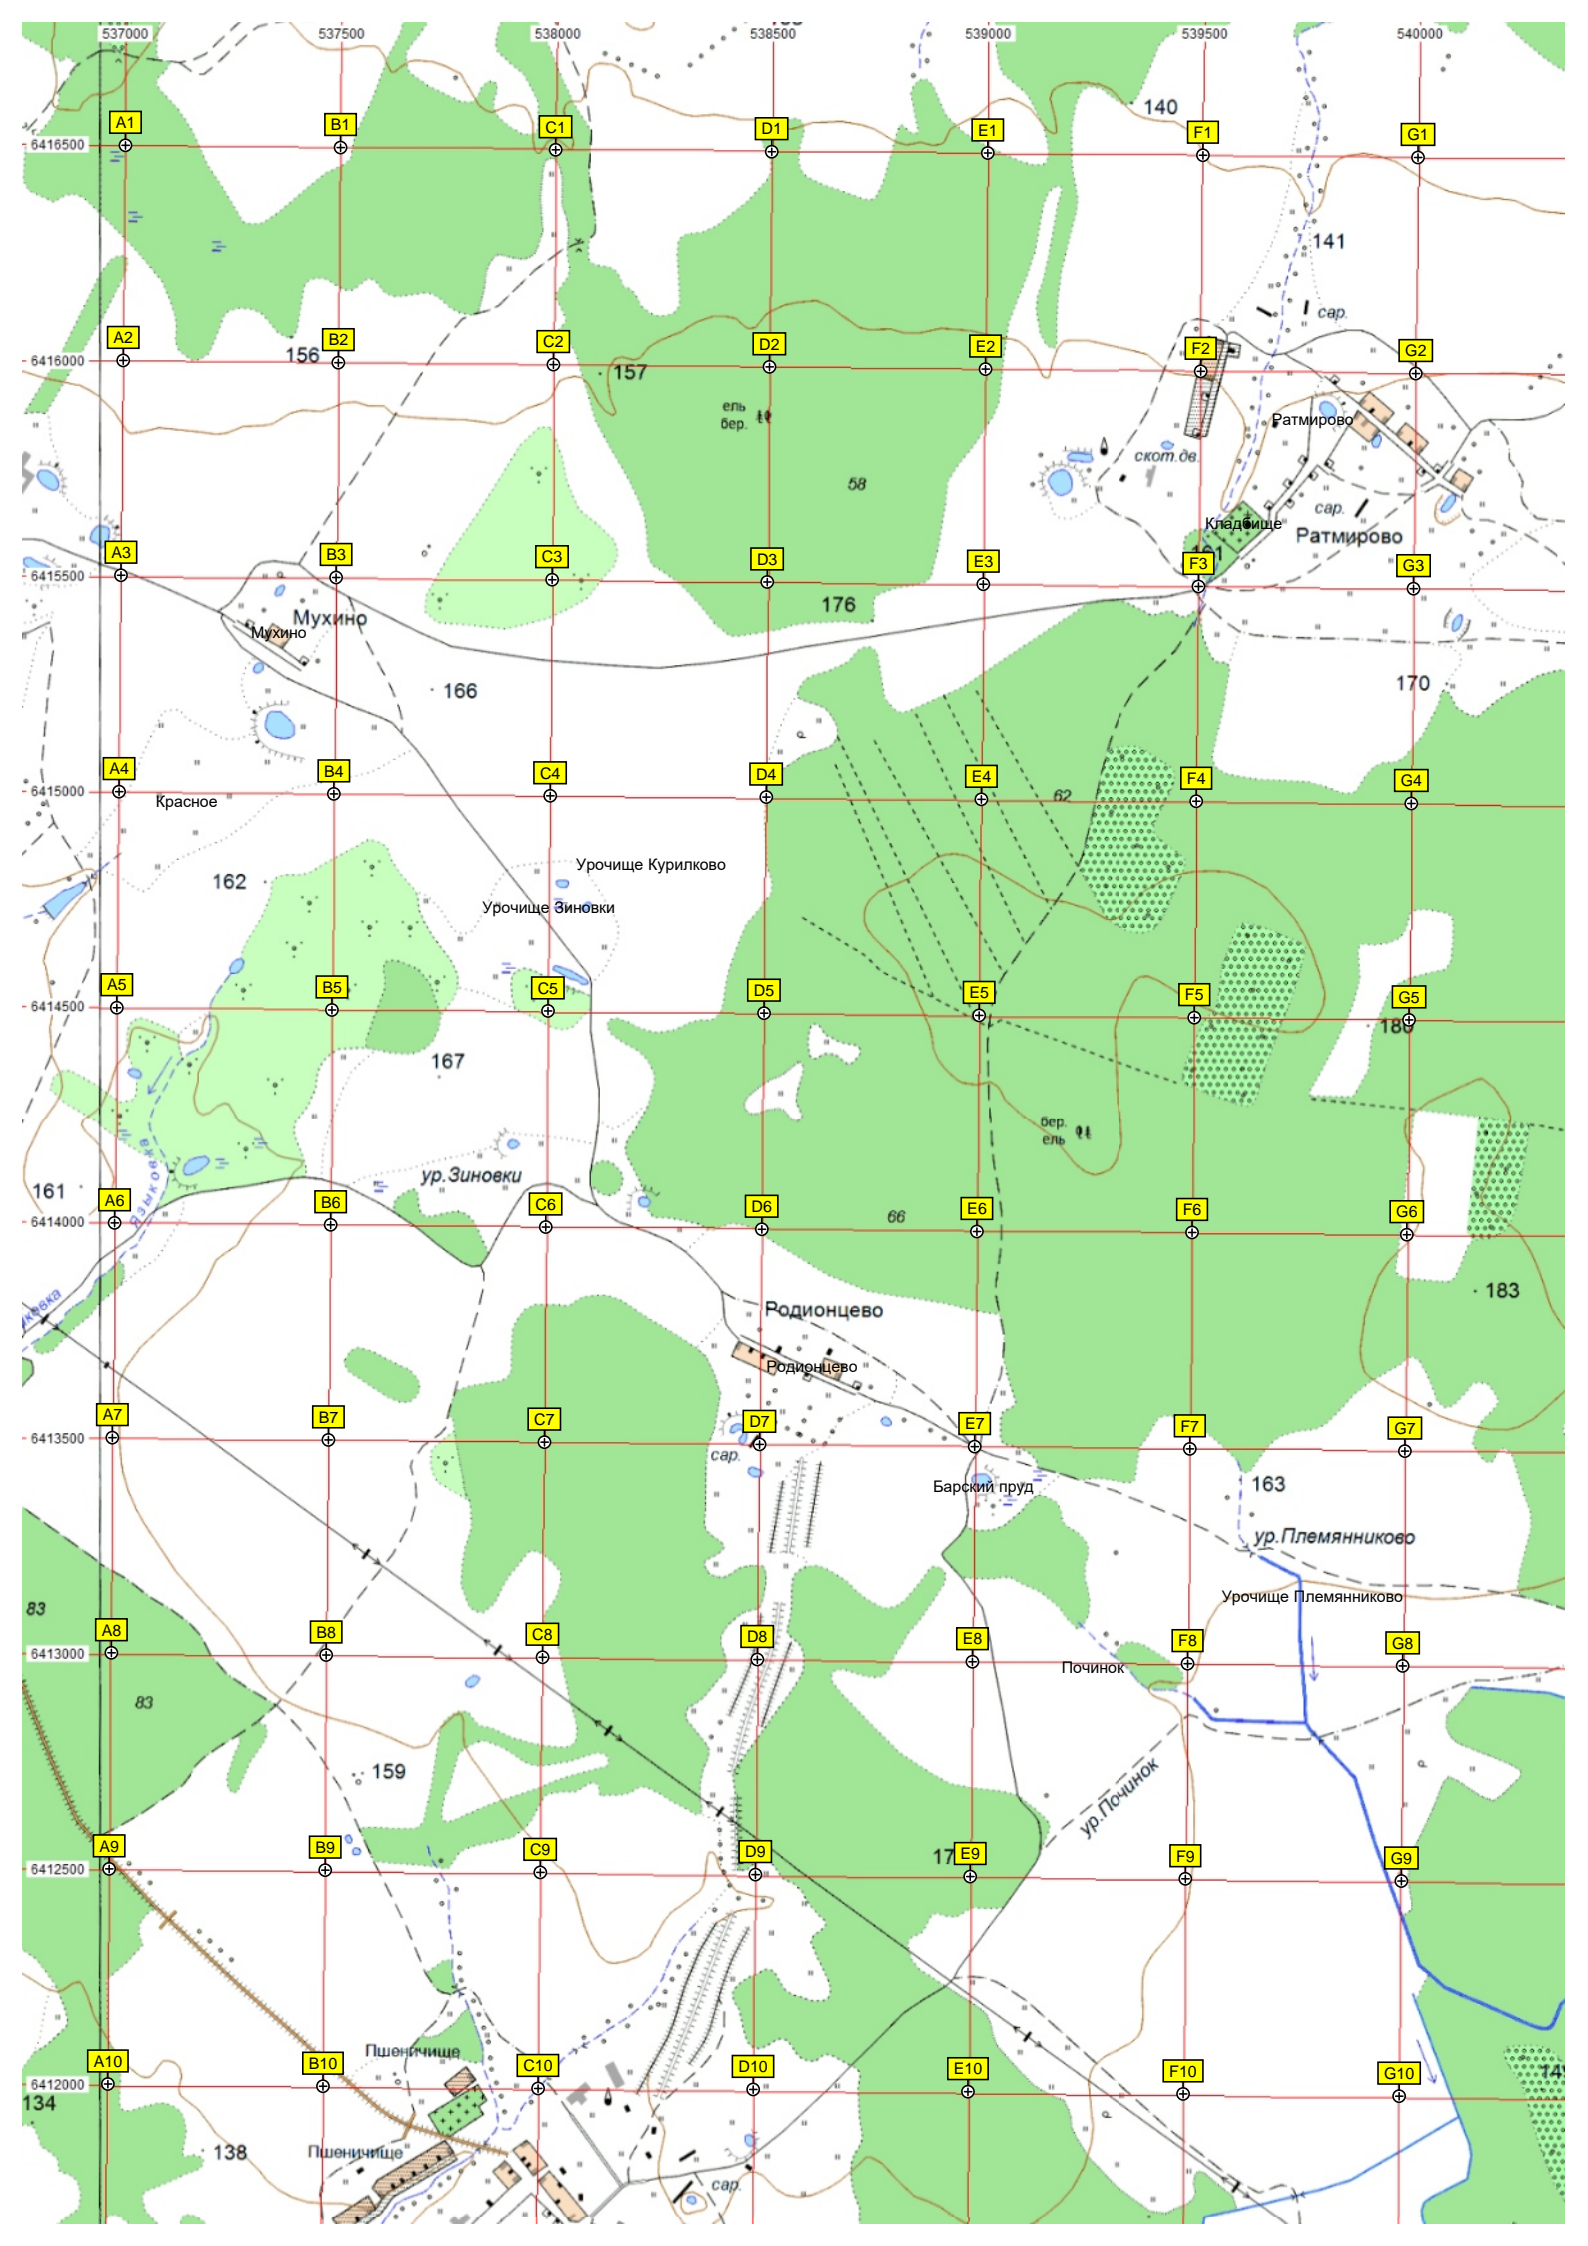 537000 537500 538000 538500 539000 539500 540000
140
A1 B1 C1 D1 E1 F1 G1
6416500
141
сар.
A2 B2 C2 D2 E2 F2 G2
6416000
156
157
ель
бер.
Ратмирово
скот.дв.
58
сар.
Кладбище
Ратмирово
161
A3 B3 C3 D3 E3 F3 G3
6415500
176
Мухино
Мухино
166
170
A4 B4 C4 D4 E4 F4 G4
6415000
Красное
62
Урочище Курилково
162
Урочище Зиновки
A5 B5 C5 D5 E5 F5 G5
6414500
180
167
бер.
ель
ур.Зиновки
Языковка
161
A6 B6 C6 D6 E6 F6 G6
6414000
66
183
Родионцево
Родионцево
A7 B7 C7 D7 E7 F7 G7
6413500
сар.
Барский пруд
163
ур.Племянниково
Урочище Племянниково
83
A8 B8 C8 D8 E8 F8 G8
6413000
Починок
83
159
ур.Починок
17
A9 B9 C9 D9 E9 F9 G9
6412500
Пшеничище
A10 B10 C10 D10 E10 F10 G10
6412000
134
138
Пшеничище
сар.